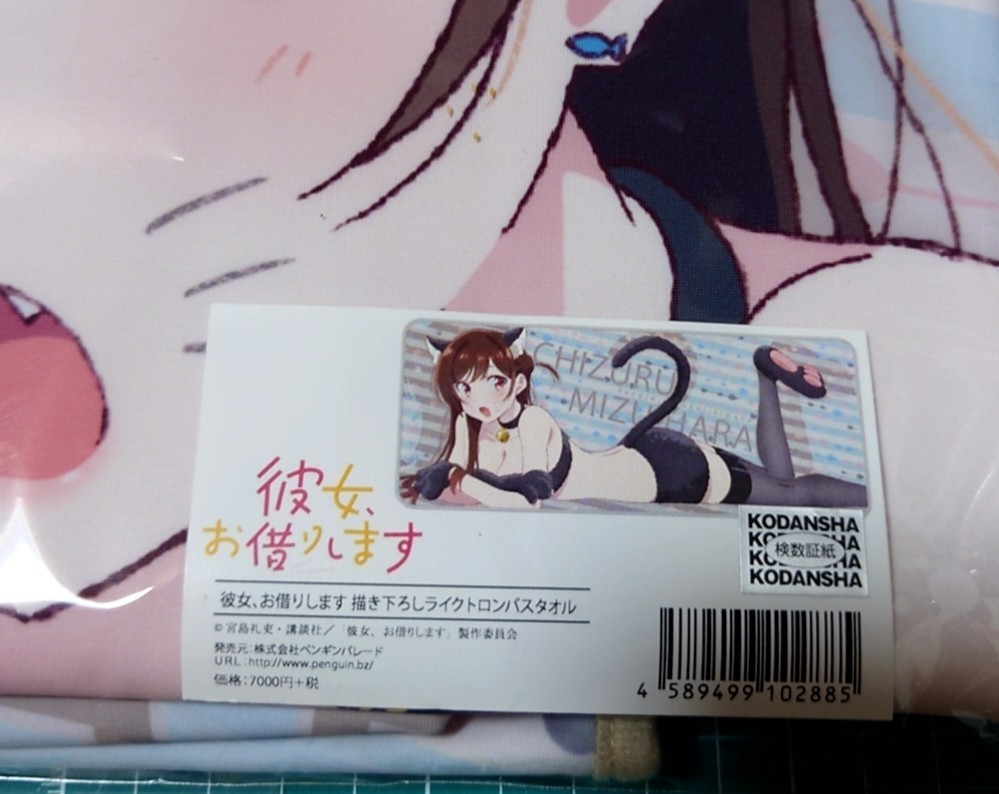 CHIZURU
MIZUHARA
彼女、
お借りします
KODANSHA
検数証紙
KODANSHA
彼女、お借りします 描き下ろしライクトロンバスタオル
© 宮島礼吏・講談社／「彼女、お借りします」製作委員会
発売元:株式会社ペンギンパレード
URL:http://www.penguin.bz/
価格:7000円+税
4 589499 102885